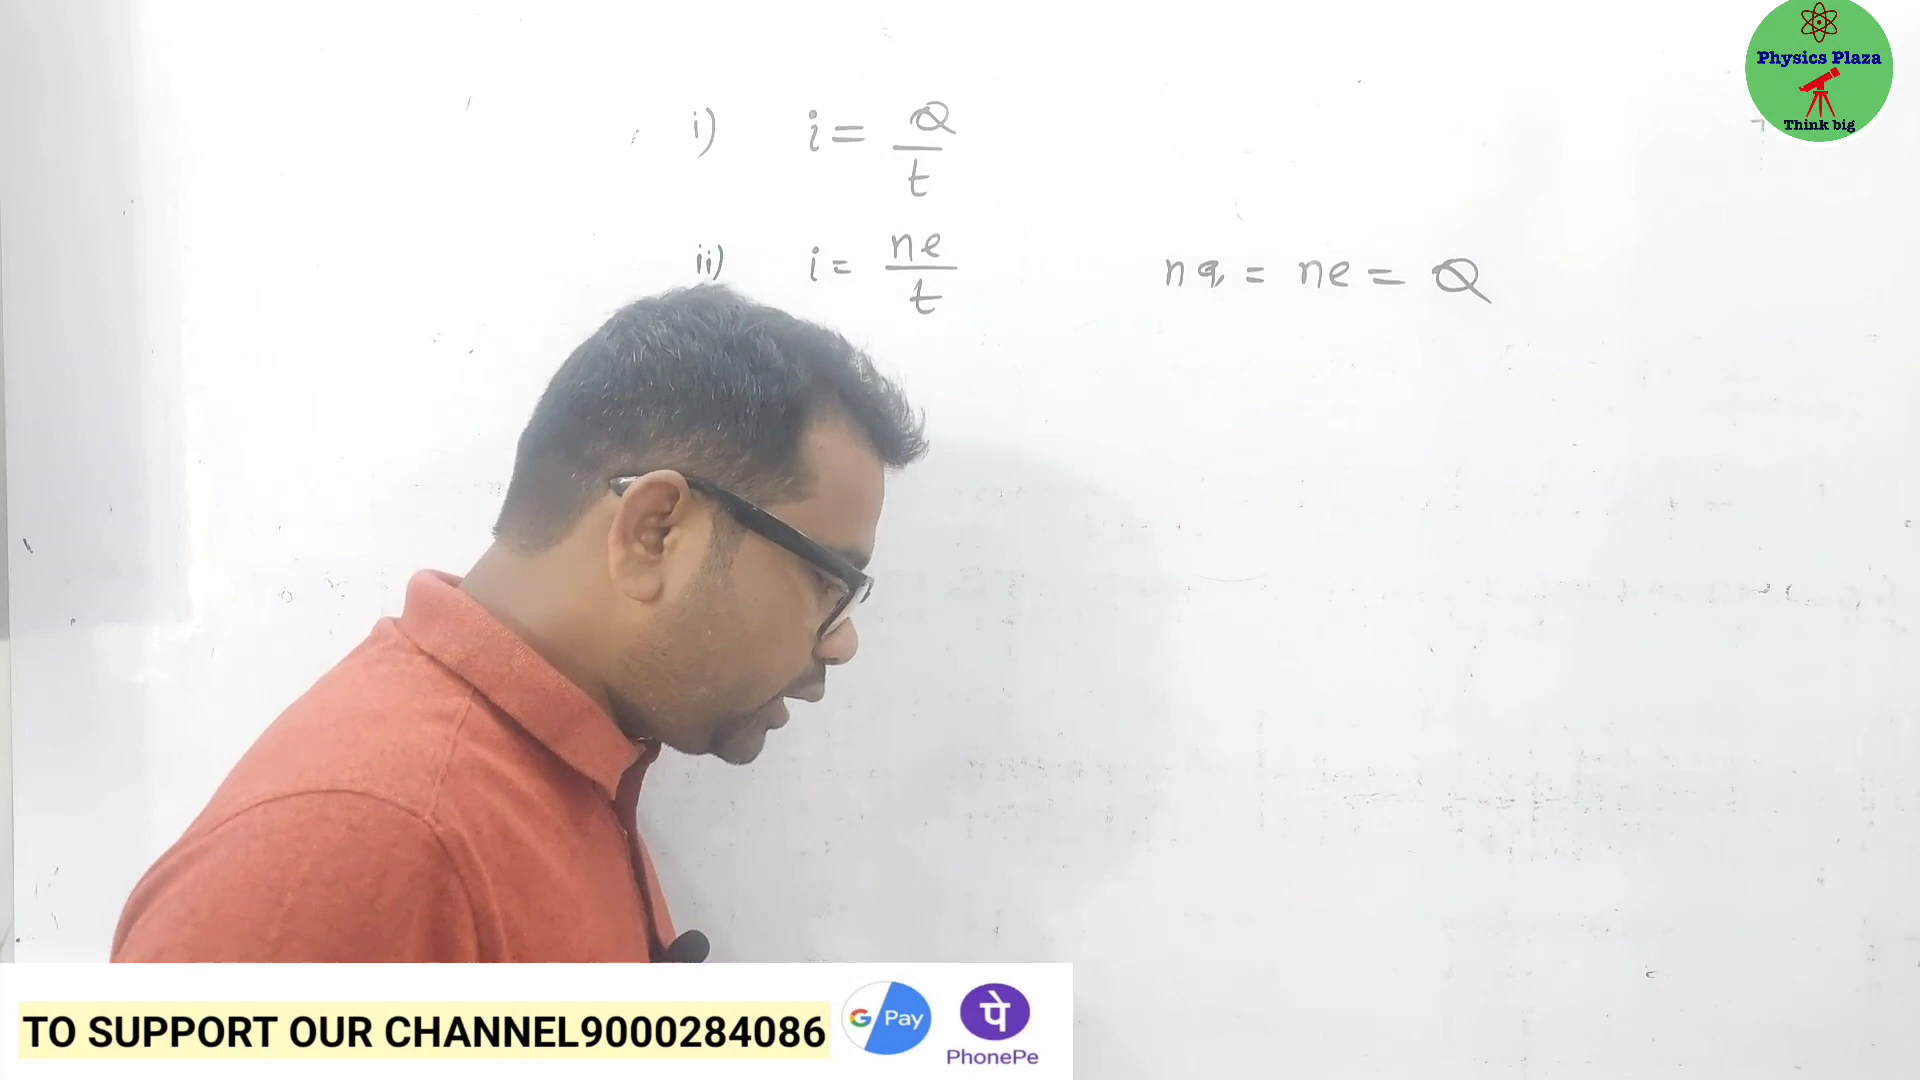 Physics Plaza
Think big
i) i = Q/t
ii) i = ne/t nq = ne = Q
TO SUPPORT OUR CHANNEL9000284086
G Pay
पे
PhonePe